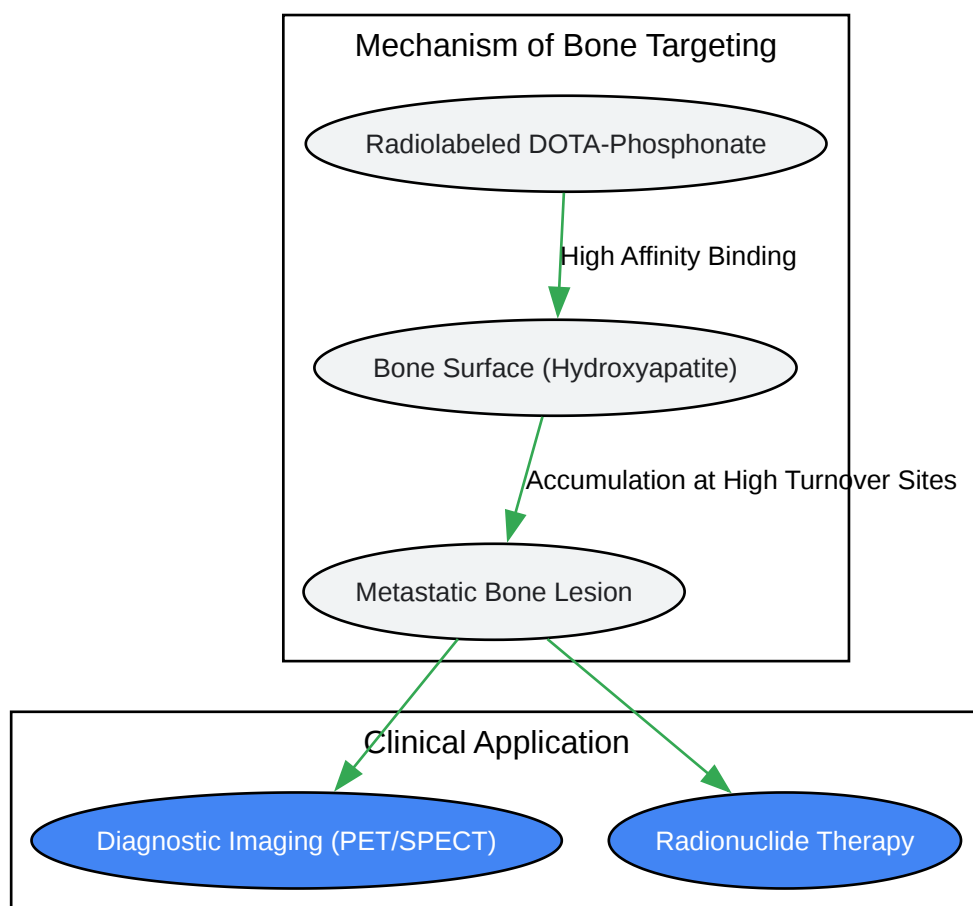 Mechanism of Bone Targeting
Radiolabeled DOTA-Phosphonate
High Affinity Binding
Bone Surface (Hydroxyapatite)
Accumulation at High Turnover Sites
Metastatic Bone Lesion
Clinical Application
Diagnostic Imaging (PET/SPECT)
Radionuclide Therapy